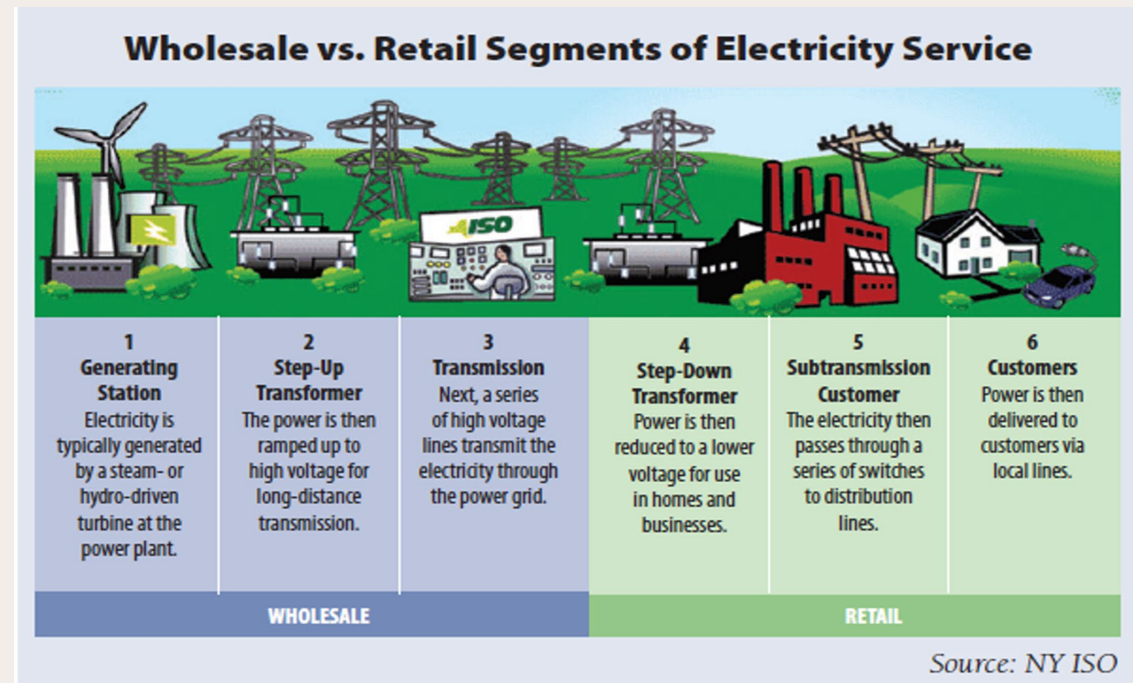 Wholesale vs. Retail Segments of Electricity Service
ISO
1
Generating
Station
Electricity is
typically generated
by a steam- or
hydro-driven
turbine at the
power plant.
2
Step-Up
Transformer
The power is then
ramped up to
high voltage for
long-distance
transmission.
3
Transmission
Next, a series
of high voltage
lines transmit the
electricity through
the power grid.
4
Step-Down
Transformer
Power is then
reduced to a lower
voltage for use
in homes and
businesses.
5
Subtransmission
Customer
The electricity then
passes through a
series of switches
to distribution
lines.
6
Customers
Power is then
delivered to
customers via
local lines.
WHOLESALE
RETAIL
Source: NY ISO